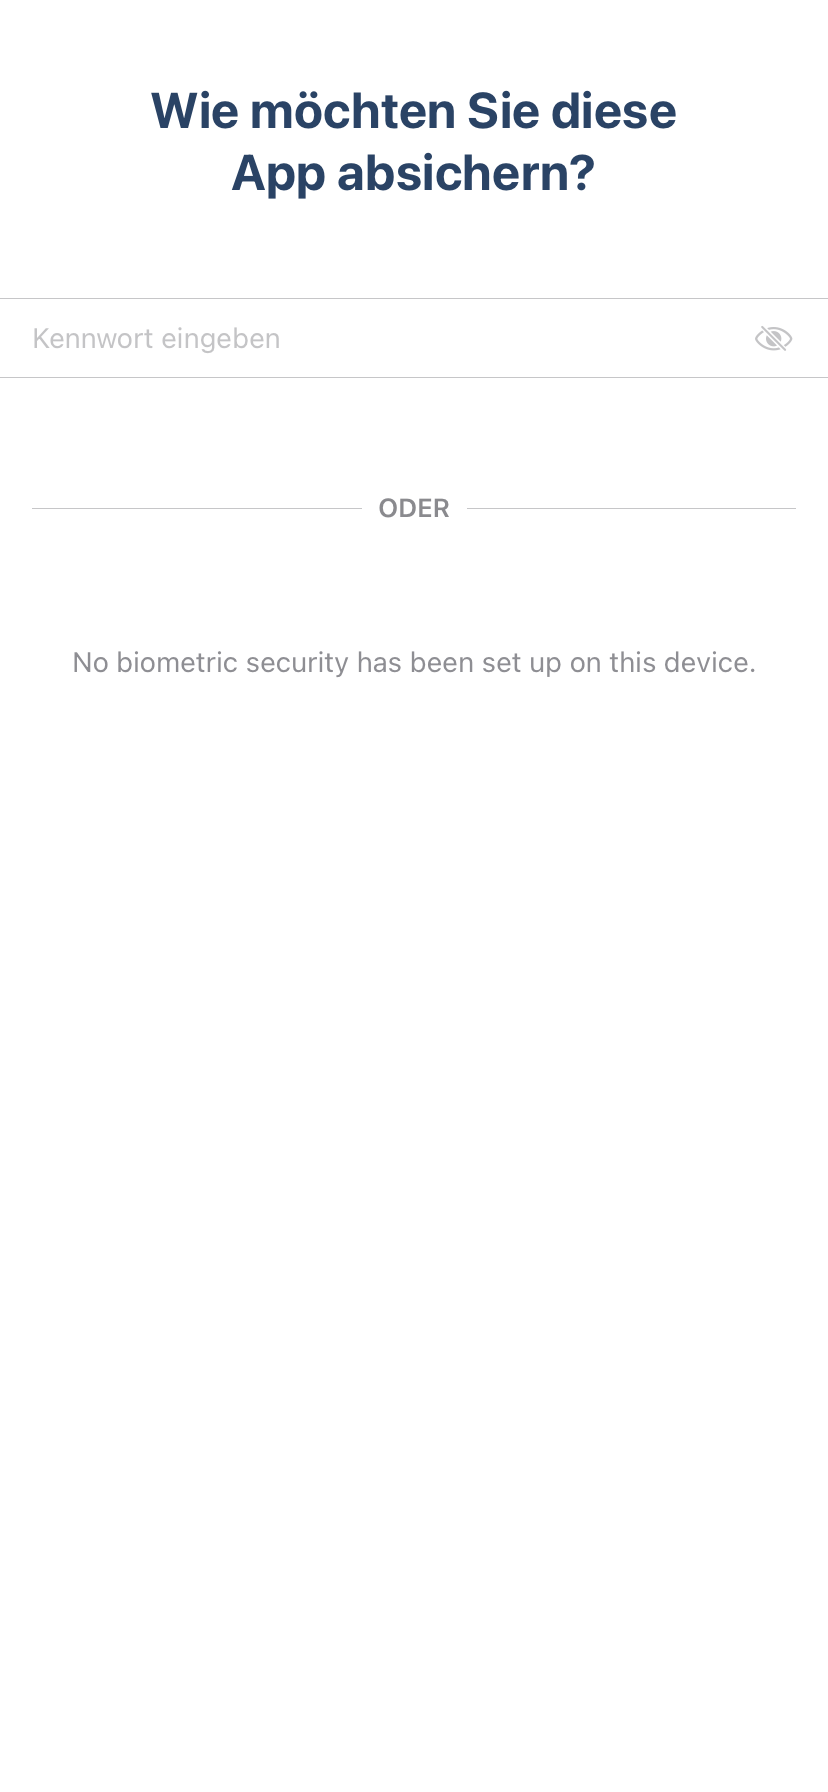 Wie möchten Sie diese
App absichern?
Kennwort eingeben
ODER
No biometric security has been set up on this device.